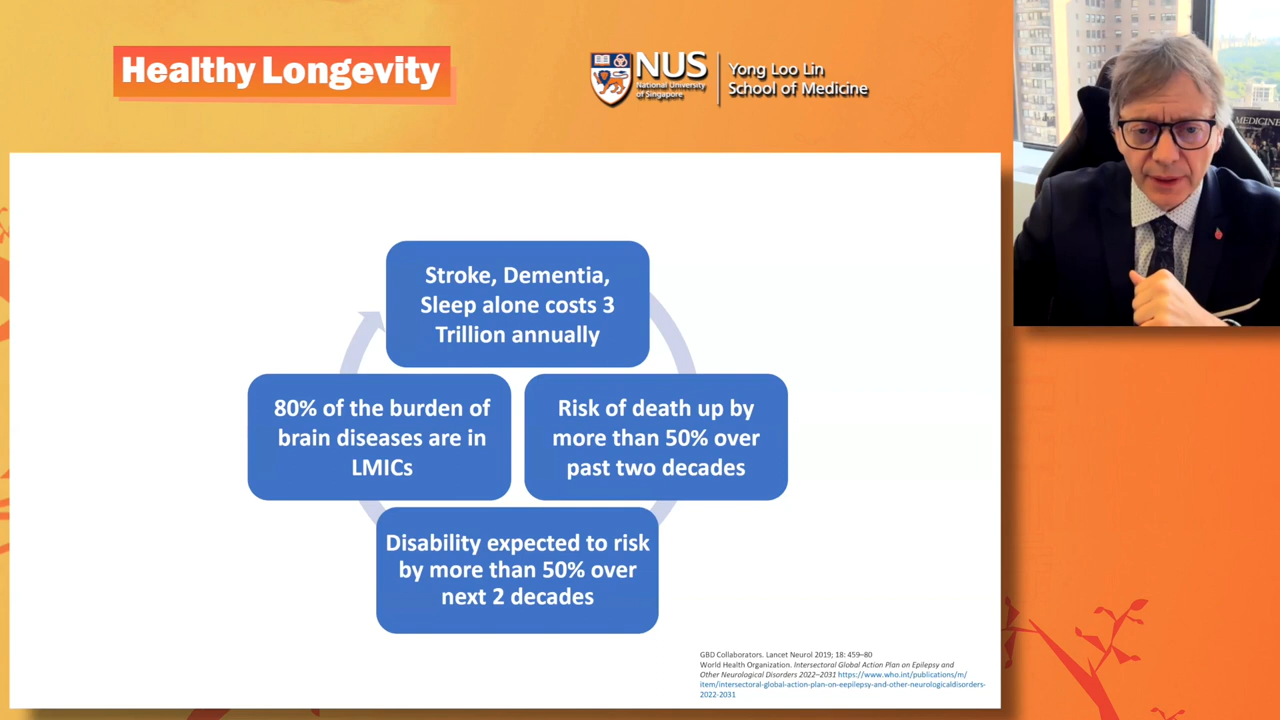 Healthy Longevity
NUS
National University
of Singapore
Yong Loo Lin
School of Medicine
MEDICINE
Stroke, Dementia,
Sleep alone costs 3
Trillion annually
80% of the burden of
brain diseases are in
LMICs
Risk of death up by
more than 50% over
past two decades
Disability expected to risk
by more than 50% over
next 2 decades
GBD Collaborators. Lancet Neurol 2019; 18: 459–80
World Health Organization. Intersectoral Global Action Plan on Epilepsy and
Other Neurological Disorders 2022–2031 https://www.who.int/publications/m/
item/intersectoral-global-action-plan-on-eepilepsy-and-other-neurologicaldisorders-
2022-2031